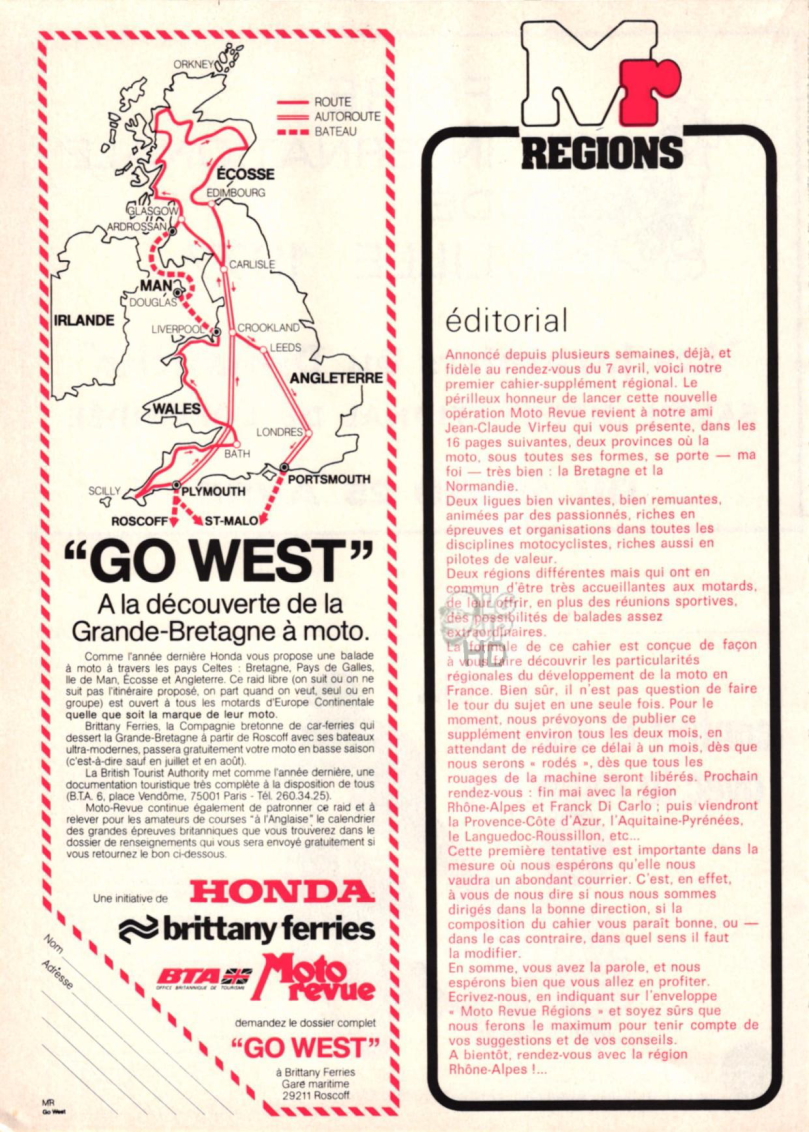 ORKNEY
ROUTE
AUTOROUTE
BATEAU
ÉCOSSE
EDIMBOURG
GLASGOW
ARDROSSAN
CARLISLE
MAN
DOUGLAS
IRLANDE
LIVERPOOL
CROOKLAND
LEEDS
ANGLETERRE
WALES
LONDRES
BATH
PORTSMOUTH
SCILLY
PLYMOUTH
ROSCOFF
ST-MALO
“GO WEST”
A la découverte de la
Grande-Bretagne à moto.
Comme l'année dernière Honda vous propose une balade
à moto à travers les pays Celtes : Bretagne, Pays de Galles,
Ile de Man, Écosse et Angleterre. Ce raid libre (on suit ou on ne
suit pas l'itinéraire proposé, on part quand on veut, seul ou en
groupe) est ouvert à tous les motards d'Europe Continentale
quelle que soit la marque de leur moto.
Brittany Ferries, la Compagnie bretonne de car-ferries qui
dessert la Grande-Bretagne à partir de Roscoff avec ses bateaux
ultra-modernes, passera gratuitement votre moto en basse saison
(c'est-à-dire sauf en juillet et en août).
La British Tourist Authority met comme l'année dernière, une
documentation touristique très complète à la disposition de tous
(B.T.A. 6, place Vendôme, 75001 Paris - Tél. 260.34.25).
Moto-Revue continue également de patronner ce raid et à
relever pour les amateurs de courses “à l'Anglaise” le calendrier
des grandes épreuves britanniques que vous trouverez dans le
dossier de renseignements qui vous sera envoyé gratuitement si
vous retournez le bon ci-dessous.
Une initiative de HONDA
brittany ferries
BTA
OFFICE BRITANNIQUE DE TOURISME
Moto revue
Nom
Adresse
demandez le dossier complet
“GO WEST”
à Brittany Ferries
Gare maritime
29211 Roscoff
MR
Go West
Mr
REGIONS
éditorial
Annoncé depuis plusieurs semaines, déjà, et
fidèle au rendez-vous du 7 avril, voici notre
premier cahier-supplément régional. Le
périlleux honneur de lancer cette nouvelle
opération Moto Revue revient à notre ami
Jean-Claude Virfeu qui vous présente, dans les
16 pages suivantes, deux provinces où la
moto, sous toutes ses formes, se porte — ma
foi — très bien : la Bretagne et la
Normandie.
Deux ligues bien vivantes, bien remuantes,
animées par des passionnés, riches en
épreuves et organisations dans toutes les
disciplines motocyclistes, riches aussi en
pilotes de valeur.
Deux régions différentes mais qui ont en
commun d'être très accueillantes aux motards,
de leur offrir, en plus des réunions sportives,
des possibilités de balades assez
extraordinaires.
La de ce cahier est conçue de façon
à vous faire découvrir les particularités
régionales du développement de la moto en
France. Bien sûr, il n'est pas question de faire
le tour du sujet en une seule fois. Pour le
moment, nous prévoyons de publier ce
supplément environ tous les deux mois, en
attendant de réduire ce délai à un mois, dès que
nous serons « rodés », dès que tous les
rouages de la machine seront libérés. Prochain
rendez-vous : fin mai avec la région
Rhône-Alpes et Franck Di Carlo ; puis viendront
la Provence-Côte d'Azur, l'Aquitaine-Pyrénées,
le Languedoc-Roussillon, etc...
Cette première tentative est importante dans la
mesure où nous espérons qu'elle nous
vaudra un abondant courrier. C'est, en effet,
à vous de nous dire si nous nous sommes
dirigés dans la bonne direction, si la
composition du cahier vous paraît bonne, ou —
dans le cas contraire, dans quel sens il faut
la modifier.
En somme, vous avez la parole, et nous
espérons bien que vous allez en profiter.
Ecrivez-nous, en indiquant sur l'enveloppe
« Moto Revue Régions » et soyez sûrs que
nous ferons le maximum pour tenir compte de
vos suggestions et de vos conseils.
A bientôt, rendez-vous avec la région
Rhône-Alpes !...
HD